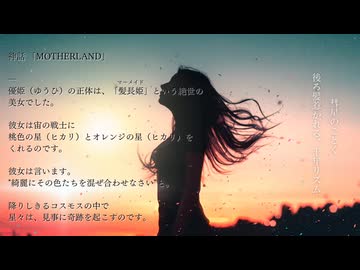 神話 「MOTHERLAND」
―
優姫（ゆうひ）の正体は、「髪長姫」という絶世の
マーメイド
美女でした。
彼女は宙の戦士に
桃色の星（ヒカリ）とオレンジの星（ヒカリ）を
くれるのです。
彼女は言います。
"綺麗にその色たちを混ぜ合わせなさい"と。
降りしきるコスモスの中で
星々は、見事に奇跡を起こすのです。